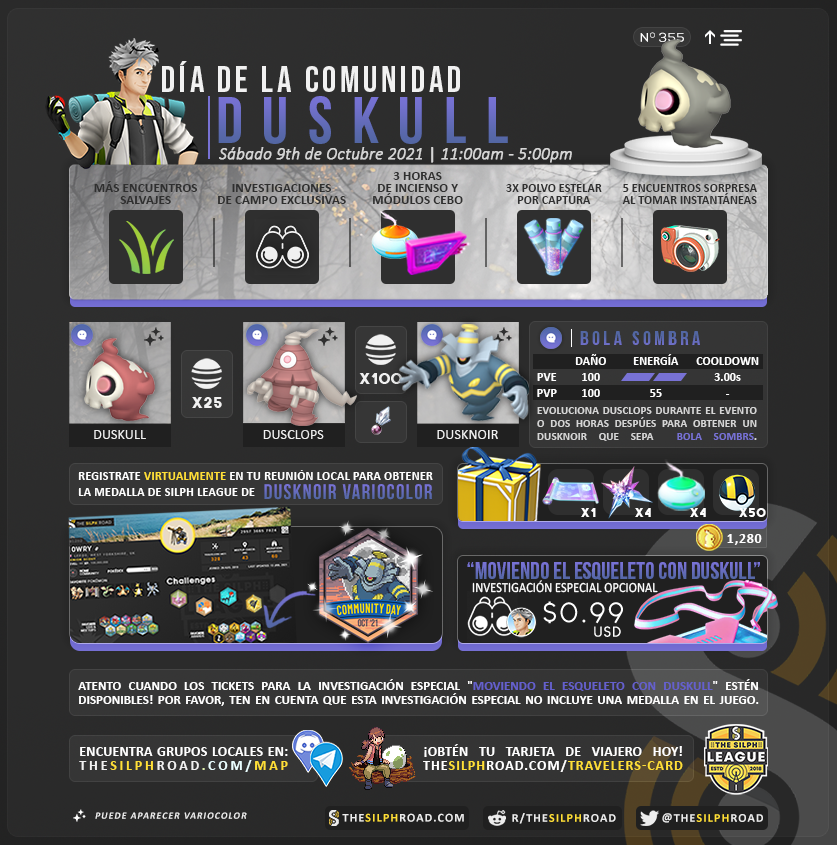 Nº 355
DÍA DE LA COMUNIDAD
DUSKULL
Sábado 9th de Octubre 2021 | 11:00am - 5:00pm
MÁS ENCUENTROS
SALVAJES
INVESTIGACIONES
DE CAMPO EXCLUSIVAS
3 HORAS
DE INCIENSO Y
MÓDULOS CEBO
3X POLVO ESTELAR
POR CAPTURA
5 ENCUENTROS SORPRESA
AL TOMAR INSTANTÁNEAS
X25
X100
DUSKULL
DUSCLOPS
DUSKNOIR
BOLA SOMBRA
DAÑO ENERGÍA COOLDOWN
PVE 100 3.00s
PVP 100 55 -
EVOLUCIONA DUSCLOPS DURANTE EL EVENTO
O DOS HORAS DESPÚES PARA OBTENER UN
DUSKNOIR QUE SEPA BOLA SOMBRS.
REGISTRATE VIRTUALMENTE EN TU REUNIÓN LOCAL PARA OBTENER
LA MEDALLA DE SILPH LEAGUE DE DUSKNOIR VARIOCOLOR
X1 X4 X4 X50
1,280
THE SILPH ROAD
OWRY
Challenges
COMMUNITY DAY
OCT '21
"MOVIENDO EL ESQUELETO CON DUSKULL"
INVESTIGACIÓN ESPECIAL OPCIONAL
$0.99
USD
ATENTO CUANDO LOS TICKETS PARA LA INVESTIGACIÓN ESPECIAL "MOVIENDO EL ESQUELETO CON DUSKULL" ESTÉN
DISPONIBLES! POR FAVOR, TEN EN CUENTA QUE ESTA INVESTIGACIÓN ESPECIAL NO INCLUYE UNA MEDALLA EN EL JUEGO.
ENCUENTRA GRUPOS LOCALES EN:
THESILPHROAD.COM/MAP
¡OBTÉN TU TARJETA DE VIAJERO HOY!
THESILPHROAD.COM/TRAVELERS-CARD
THE SILPH
LEAGUE
ESTD 2018
PUEDE APARECER VARIOCOLOR
THESILPHROAD.COM
R/THESILPHROAD
@THESILPHROAD